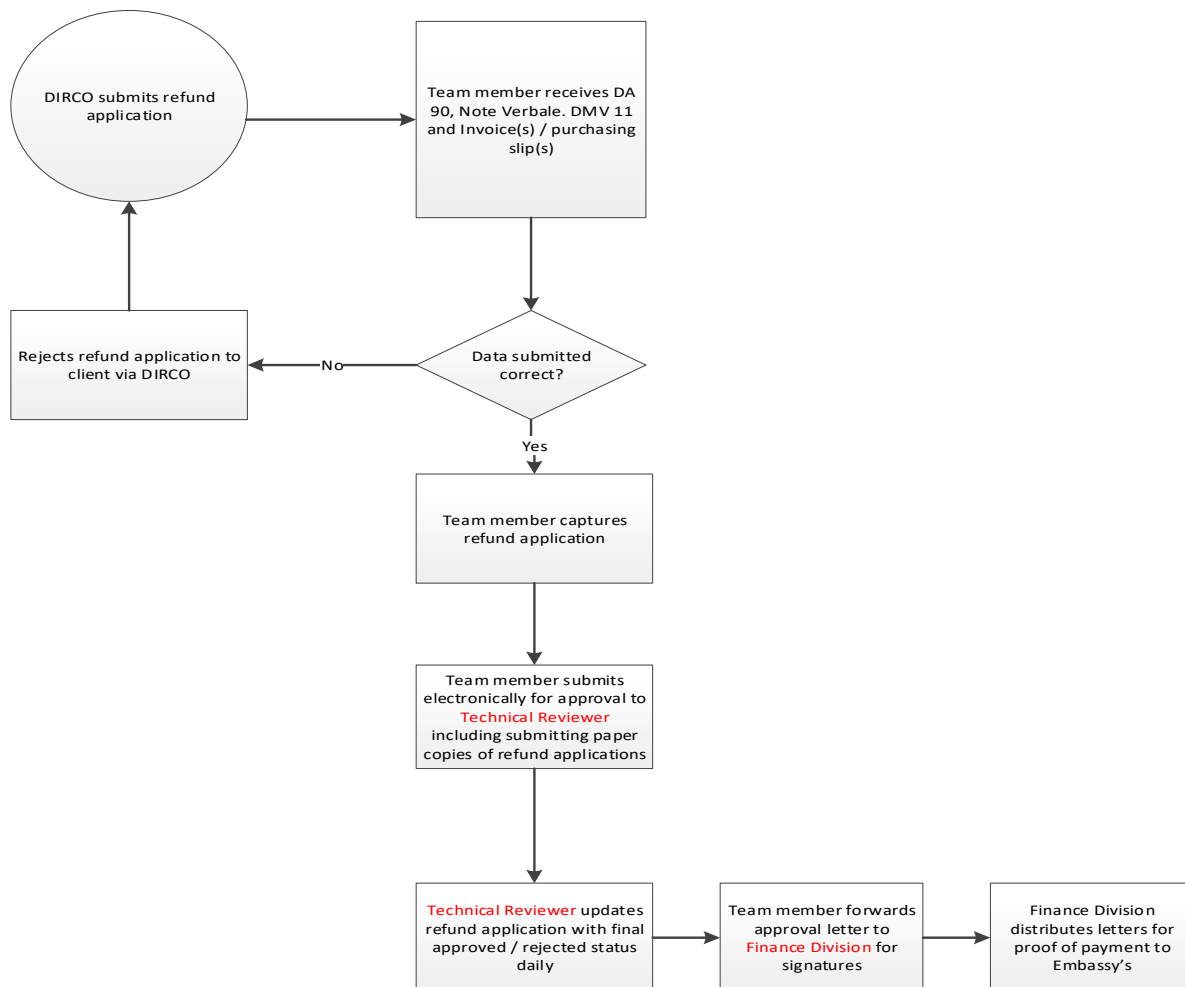 DIRCO submits refund
application
Team member receives DA
90, Note Verbale. DMV 11
and Invoice(s) / purchasing
slip(s)
Rejects refund application to
client via DIRCO
No
Data submitted
correct?
Yes
Team member captures
refund application
Team member submits
electronically for approval to
Technical Reviewer
including submitting paper
copies of refund applications
Technical Reviewer updates
refund application with final
approved / rejected status
daily
Team member forwards
approval letter to
Finance Division for
signatures
Finance Division
distributes letters for
proof of payment to
Embassy’s